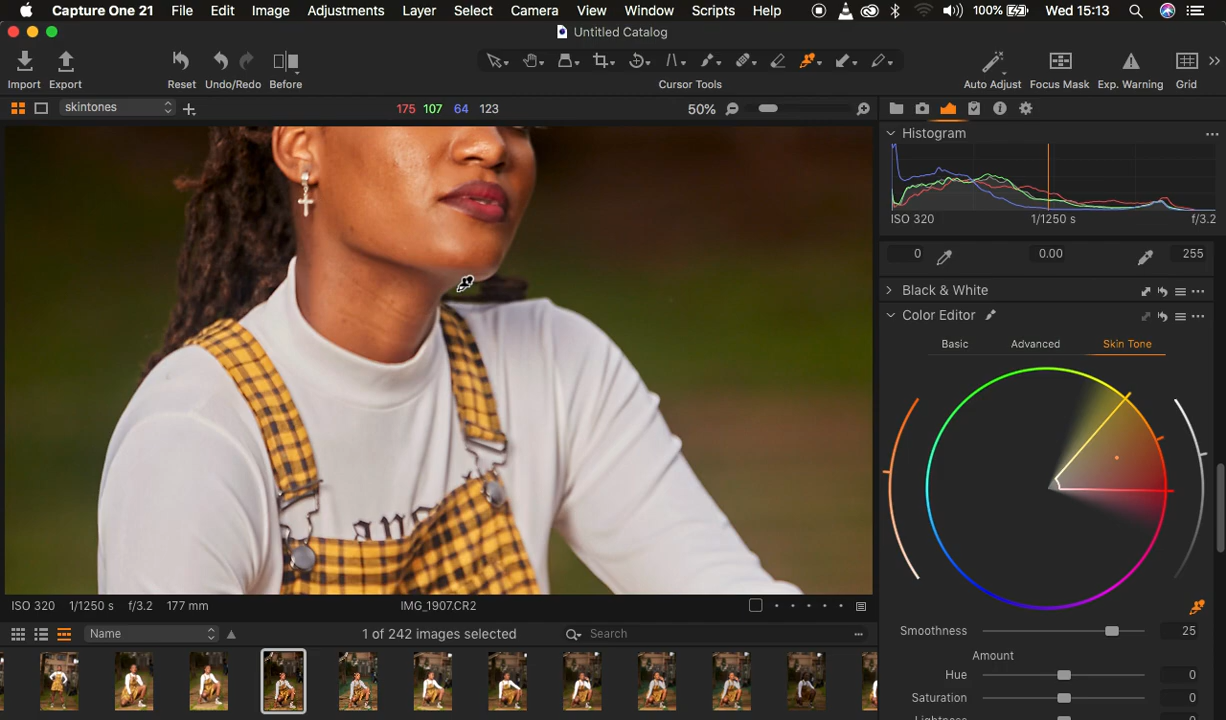 Capture One 21 File Edit Image Adjustments Layer Select Camera View Window Scripts Help 100% Wed 15:13
Untitled Catalog
Import Export Reset Undo/Redo Before Cursor Tools Auto Adjust Focus Mask Exp. Warning Grid
skintones 175 107 64 123 50%
Histogram
ISO 320 1/1250 s f/3.2
0 0.00 255
Black & White
Color Editor
Basic Advanced Skin Tone
ang
ISO 320 1/1250 s f/3.2 177 mm IMG_1907.CR2
Smoothness 25
Name 1 of 242 images selected Search
Amount
Hue 0
Saturation 0
Lightness 0